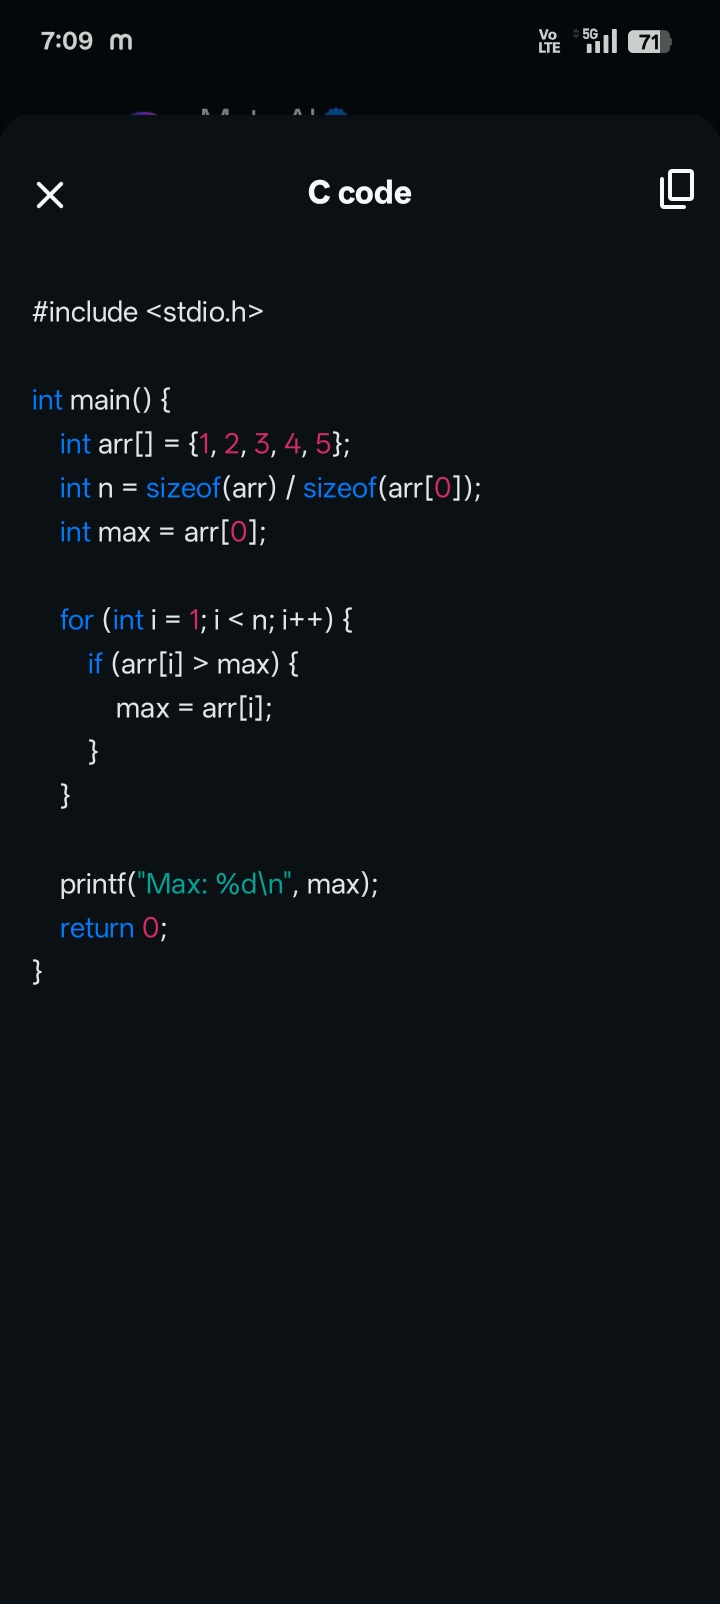 7:09 m Vo LTE 5G 71
C code
#include <stdio.h>
int main() {
    int arr[] = {1, 2, 3, 4, 5};
    int n = sizeof(arr) / sizeof(arr[0]);
    int max = arr[0];
    for (int i = 1; i < n; i++) {
        if (arr[i] > max) {
            max = arr[i];
        }
    }
    printf("Max: %d\n", max);
    return 0;
}